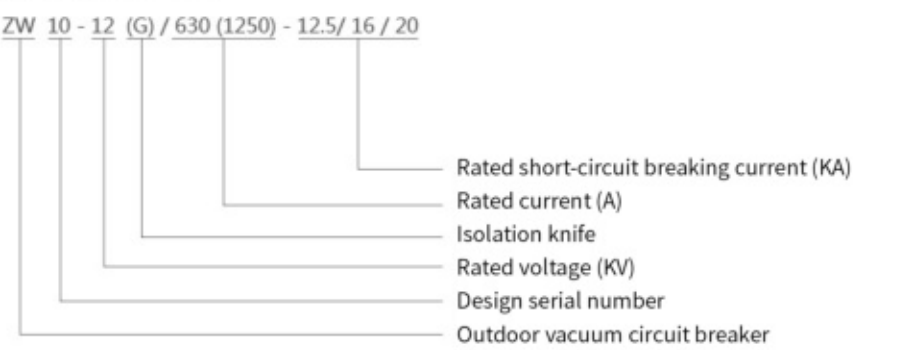 ZW 10 - 12 (G) / 630 (1250) - 12.5/ 16 / 20
Rated short-circuit breaking current (KA)
Rated current (A)
Isolation knife
Rated voltage (KV)
Design serial number
Outdoor vacuum circuit breaker